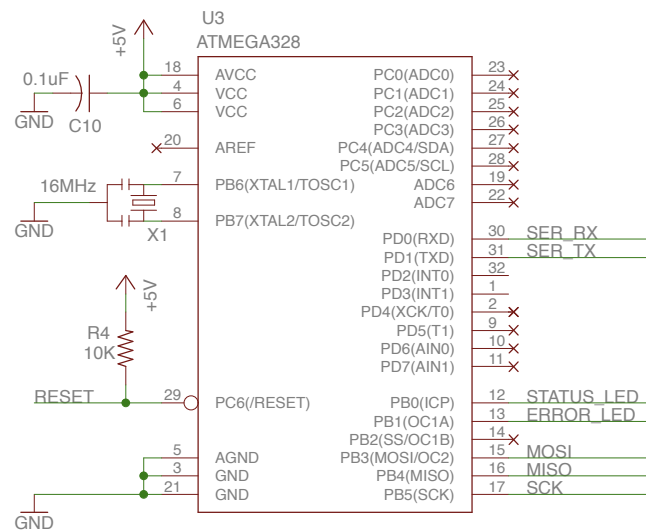 U3
ATMEGA328
+5V
0.1uF
C10
GND
18 AVCC
4 VCC
6 VCC
20 AREF
16MHz
7 PB6(XTAL1/TOSC1)
8 PB7(XTAL2/TOSC2)
X1
GND
+5V
R4
10K
RESET
29 PC6(/RESET)
5 AGND
3 GND
21 GND
GND
PC0(ADC0) 23
PC1(ADC1) 24
PC2(ADC2) 25
PC3(ADC3) 26
PC4(ADC4/SDA) 27
PC5(ADC5/SCL) 28
ADC6 19
ADC7 22
PD0(RXD) 30 SER_RX
PD1(TXD) 31 SER_TX
PD2(INT0) 32
PD3(INT1) 1
PD4(XCK/T0) 2
PD5(T1) 9
PD6(AIN0) 10
PD7(AIN1) 11
PB0(ICP) 12 STATUS_LED
PB1(OC1A) 13 ERROR_LED
PB2(SS/OC1B) 14
PB3(MOSI/OC2) 15 MOSI
PB4(MISO) 16 MISO
PB5(SCK) 17 SCK